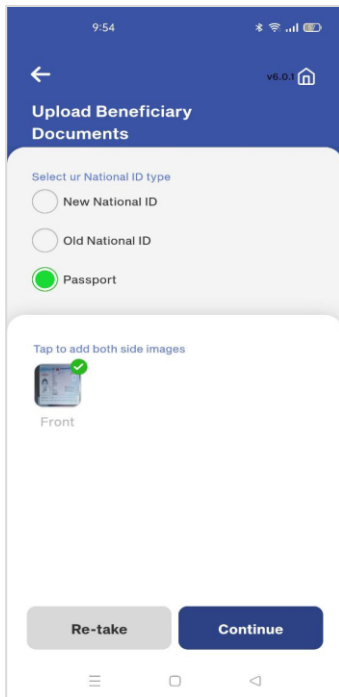 9:54
v6.0.1
Upload Beneficiary
Documents
Select ur National ID type
New National ID
Old National ID
Passport
Tap to add both side images
Front
Re-take
Continue